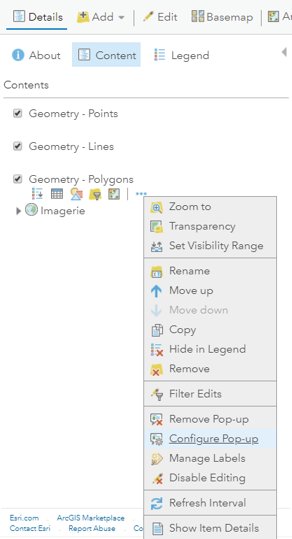 Details Add Edit Basemap
About Content Legend
Contents
Geometry - Points
Geometry - Lines
Geometry - Polygons
Imagerie
Zoom to
Transparency
Set Visibility Range
Rename
Move up
Move down
Copy
Hide in Legend
Remove
Filter Edits
Remove Pop-up
Configure Pop-up
Manage Labels
Disable Editing
Refresh Interval
Show Item Details
Esri.com ArcGIS Marketplace
Contact Esri Report Abuse